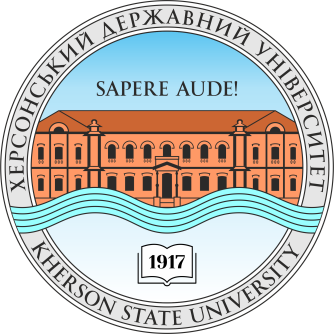 ХЕРСОНСЬКИЙ ДЕРЖАВНИЙ УНІВЕРСИТЕТ
SAPERE AUDE!
1917
KHERSON STATE UNIVERSITY